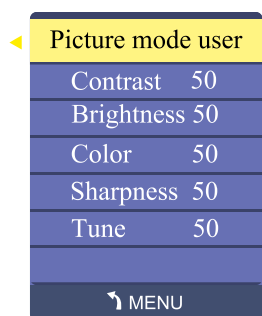 Picture mode user
Contrast 50
Brightness 50
Color 50
Sharpness 50
Tune 50
MENU